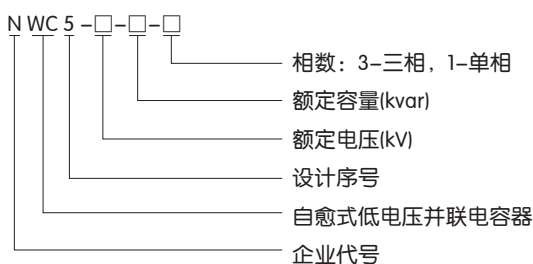 N WC 5 -□-□-□
相数：3-三相，1-单相
额定容量(kvar)
额定电压(kV)
设计序号
自愈式低电压并联电容器
企业代号